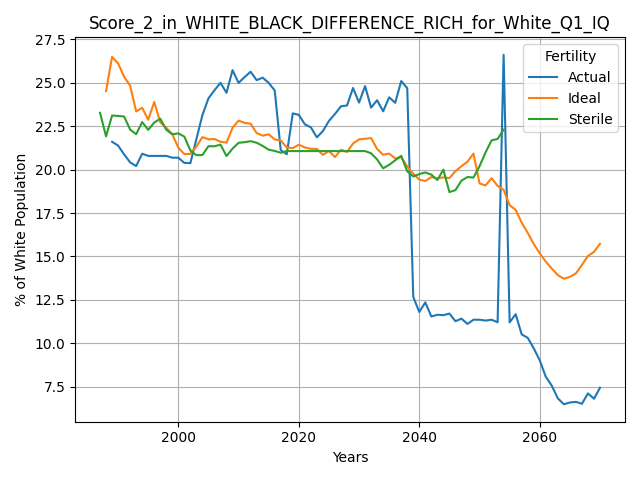 Score_2_in_WHITE_BLACK_DIFFERENCE_RICH_for_White_Q1_IQ
27.5
25.0
22.5
20.0
17.5
15.0
12.5
10.0
7.5
% of White Population
Fertility
Actual
Ideal
Sterile
2000
2020
2040
2060
Years